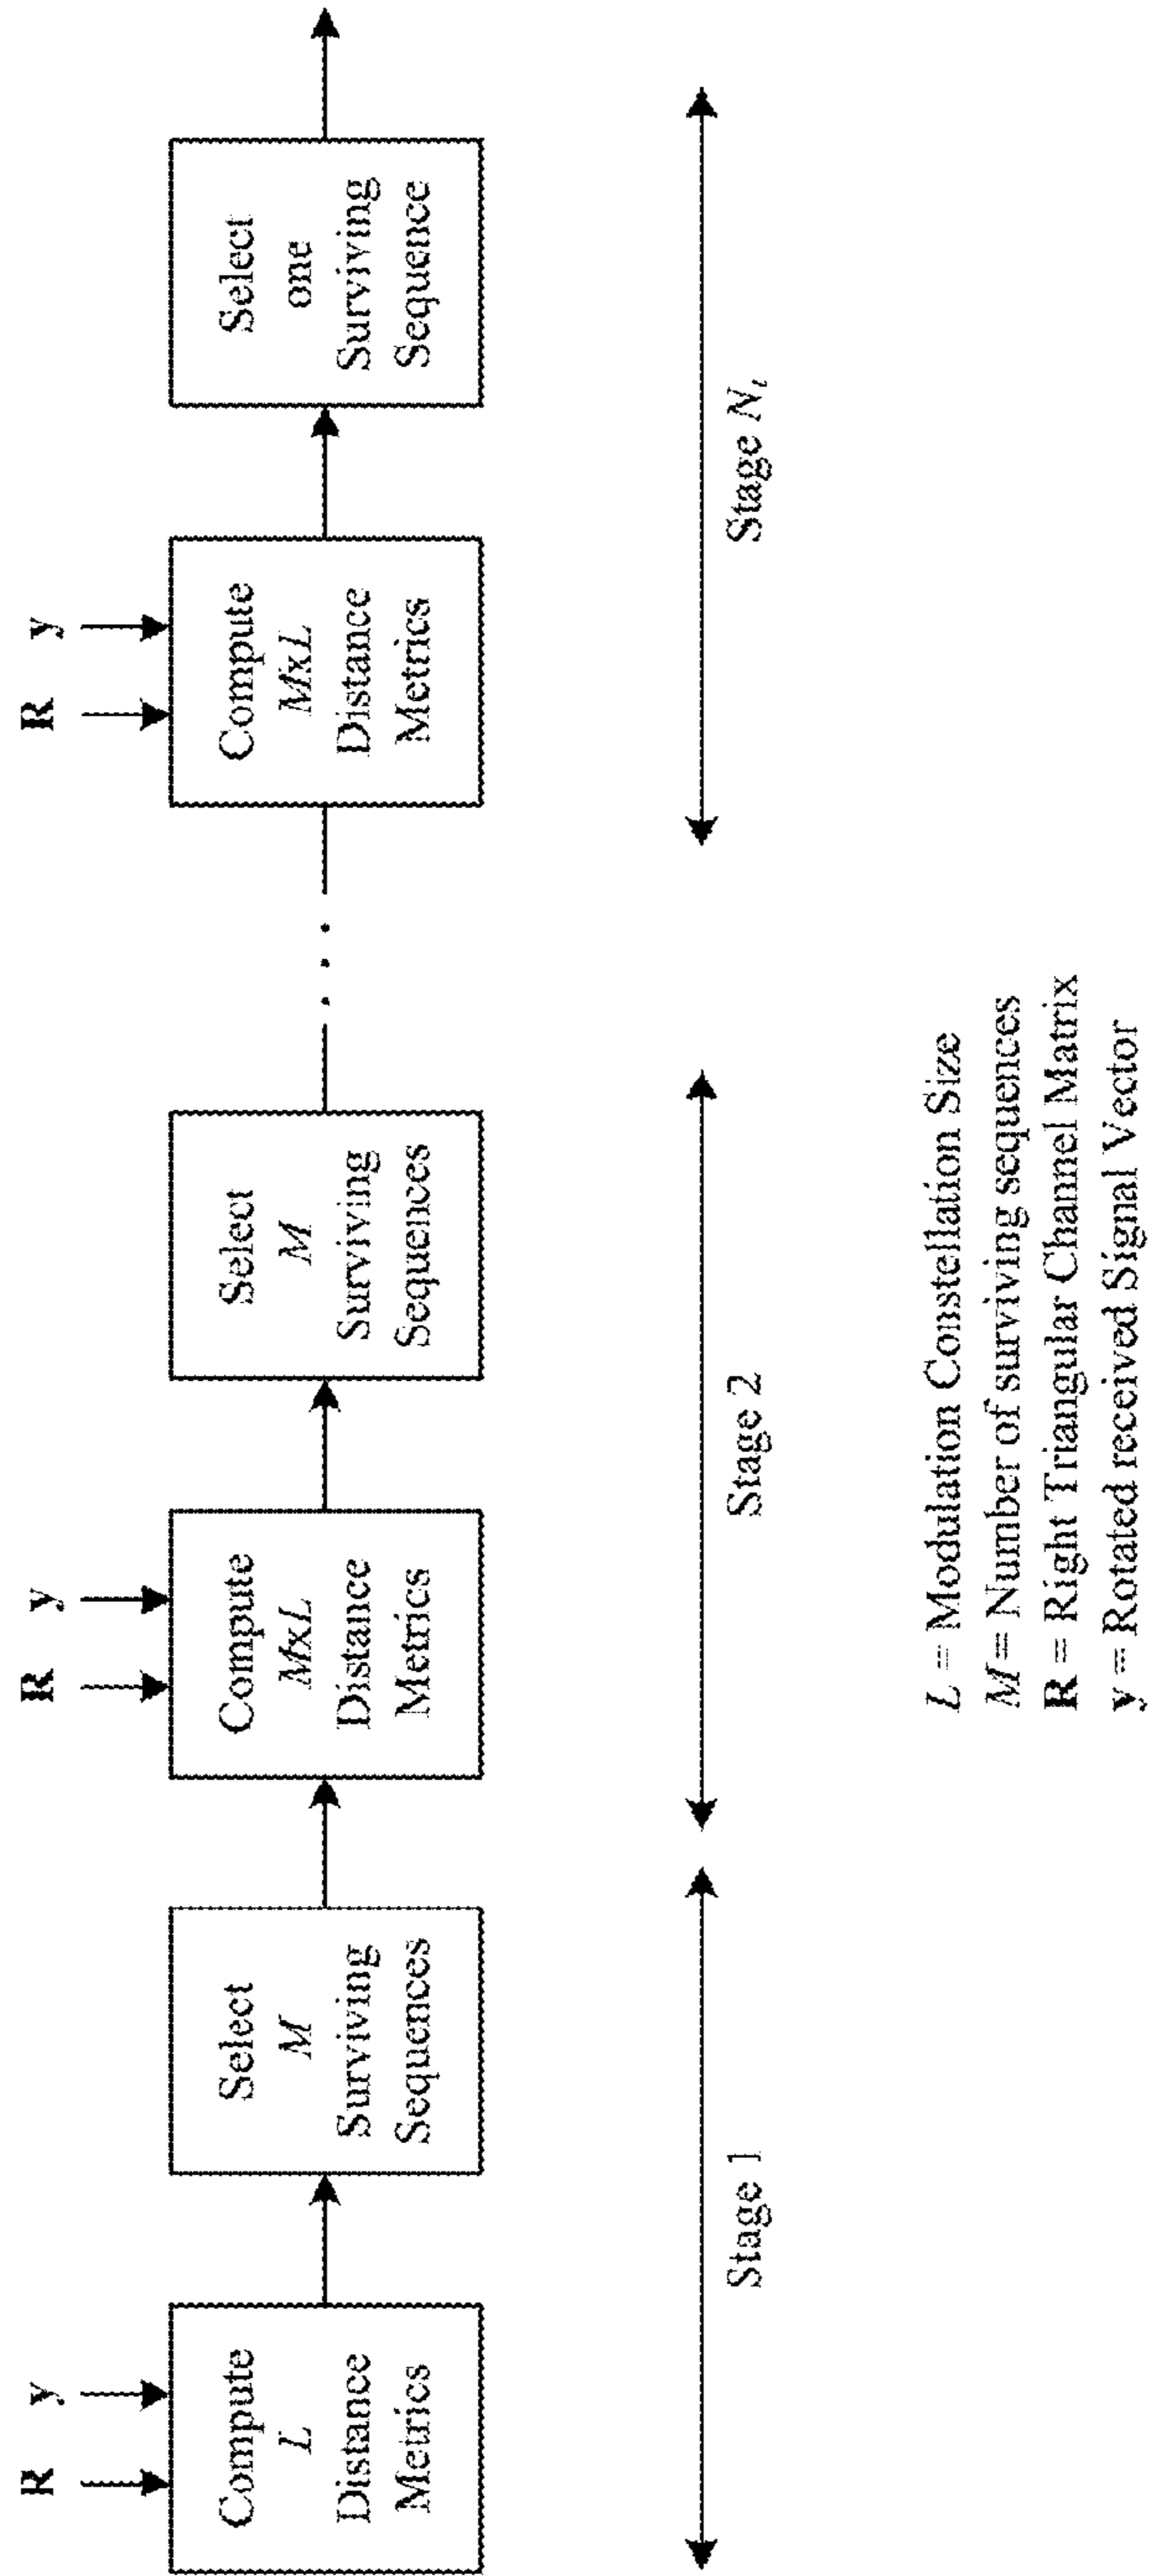 R
y
Compute
L
Distance
Metrics
Select
M
Surviving
Sequences
R
y
Compute
MxL
Distance
Metrics
Select
M
Surviving
Sequences
. . .
R
y
Compute
MxL
Distance
Metrics
Select
one
Surviving
Sequence
Stage 1
Stage 2
Stage Nt
L = Modulation Constellation Size
M = Number of surviving sequences
R = Right Triangular Channel Matrix
y = Rotated received Signal Vector